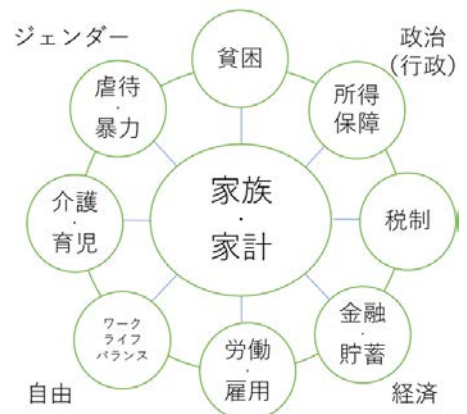 ジェンダー
政治
(行政)
貧困
虐待
・
暴力
所得
保障
介護
・
育児
家族
・
家計
税制
ワーク
ライフ
バランス
労働
・
雇用
金融
・
貯蓄
自由
経済